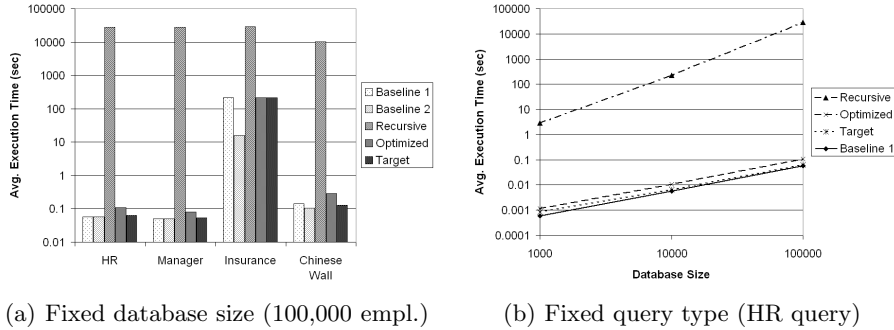 Avg. Execution Time (sec)
100000
10000
1000
100
10
1
0.1
0.01
HR
Manager
Insurance
Chinese
Wall
Baseline 1
Baseline 2
Recursive
Optimized
Target
(a) Fixed database size (100,000 empl.)
Avg. Execution Time (sec)
100000
10000
1000
100
10
1
0.1
0.01
0.001
0.0001
1000
10000
100000
Database Size
Recursive
Optimized
Target
Baseline 1
(b) Fixed query type (HR query)